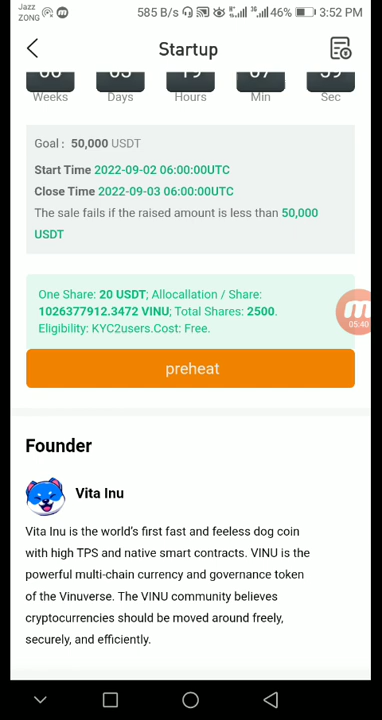 Jazz
ZONG
585 B/s
46%
3:52 PM
Startup
Weeks Days Hours Min Sec
Goal : 50,000 USDT
Start Time 2022-09-02 06:00:00UTC
Close Time 2022-09-03 06:00:00UTC
The sale fails if the raised amount is less than 50,000
USDT
One Share: 20 USDT; Allocallation / Share:
1026377912.3472 VINU; Total Shares: 2500.
Eligibility: KYC2users.Cost: Free.
05:40
preheat
Founder
Vita Inu
Vita Inu is the world's first fast and feeless dog coin
with high TPS and native smart contracts. VINU is the
powerful multi-chain currency and governance token
of the Vinuverse. The VINU community believes
cryptocurrencies should be moved around freely,
securely, and efficiently.